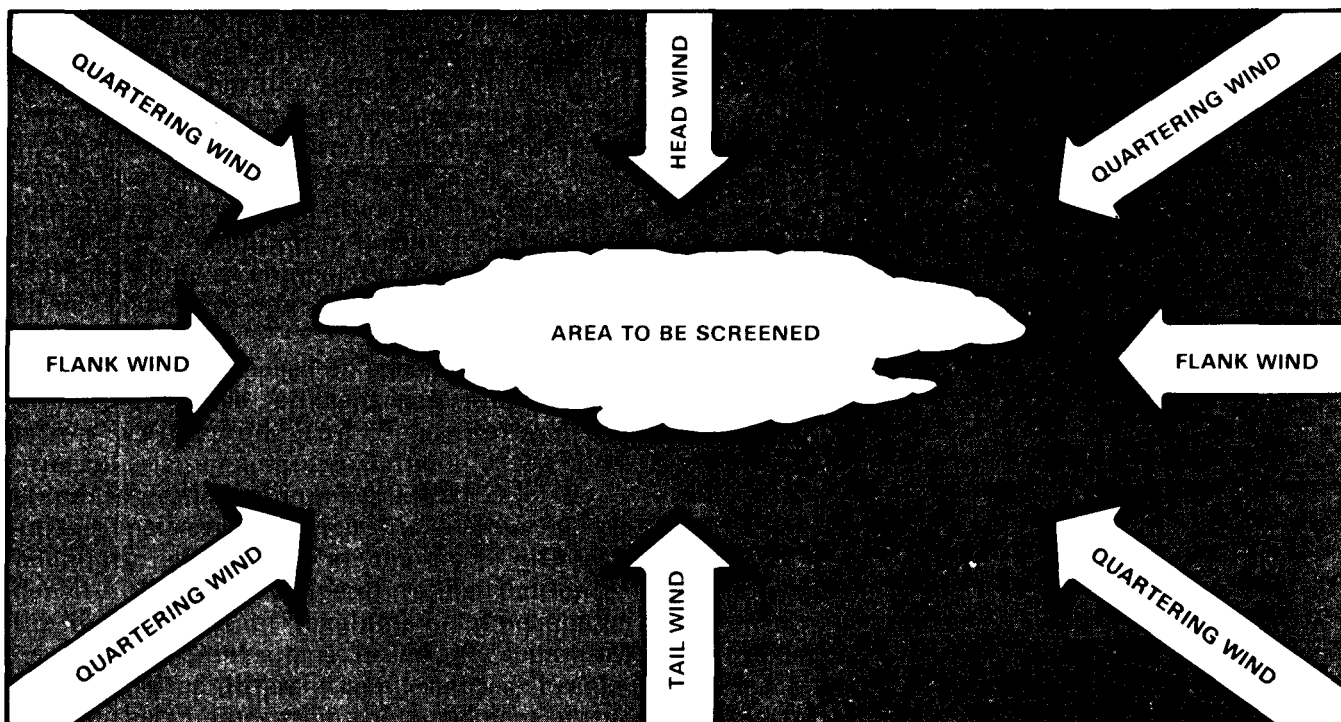 QUARTERING WIND
HEAD WIND
QUARTERING WIND
FLANK WIND
AREA TO BE SCREENED
FLANK WIND
QUARTERING WIND
TAIL WIND
QUARTERING WIND